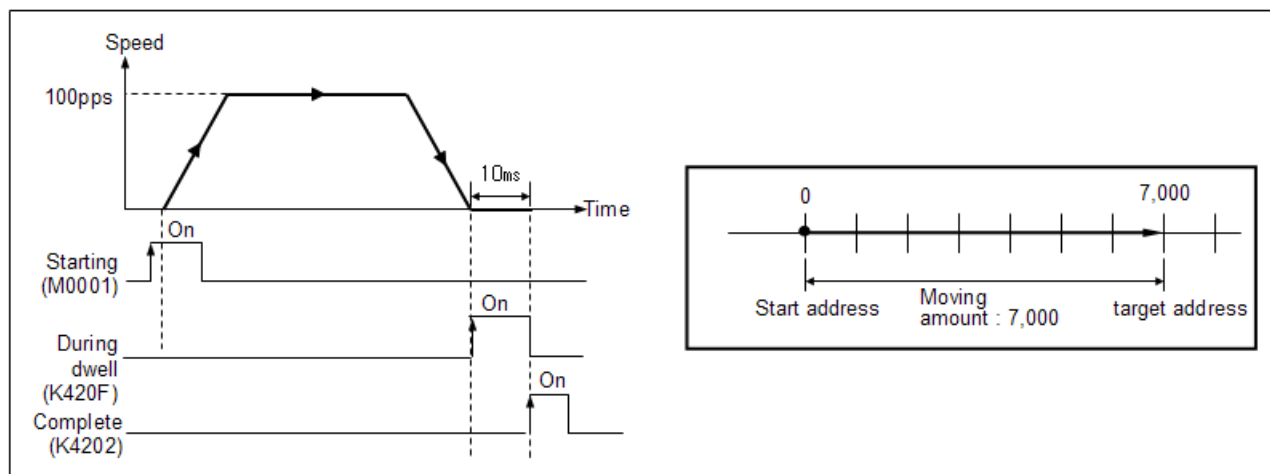 Speed
100pps
10ms
Time
On
Starting
(M0001)
On
During
dwell
(K420F)
On
Complete
(K4202)
0
7,000
Start address
Moving
amount : 7,000
target address